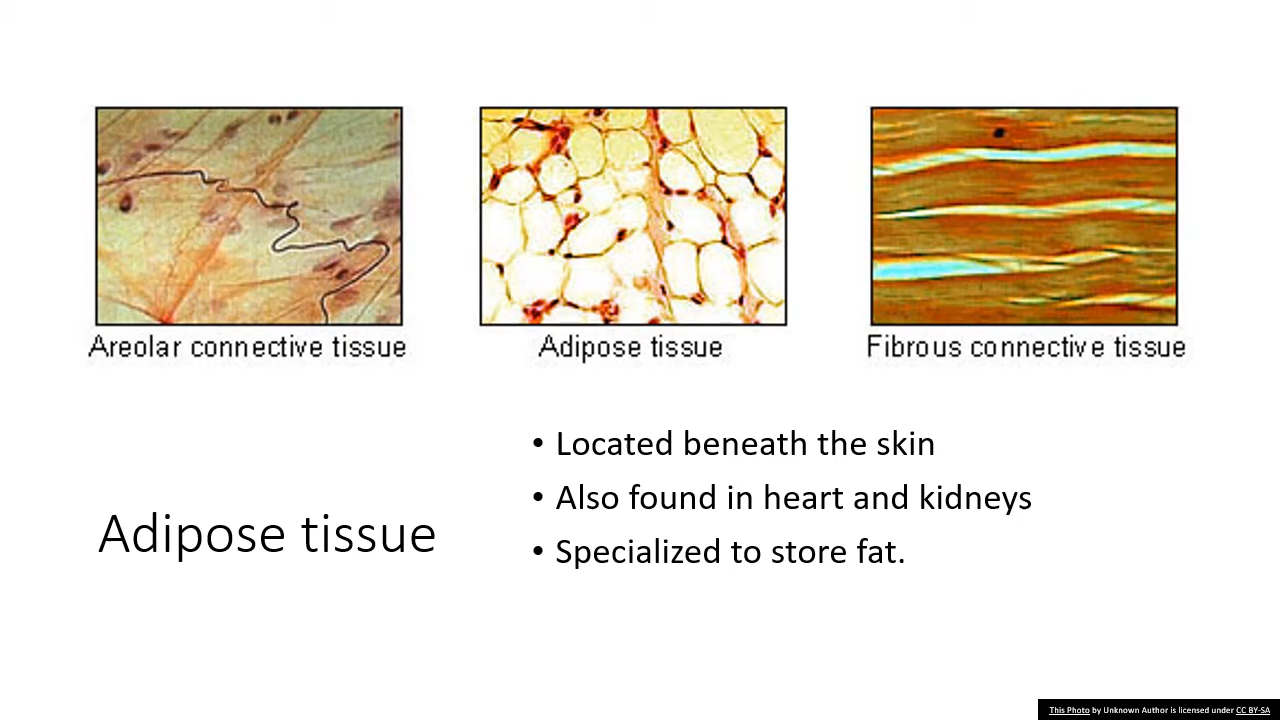 Areolar connective tissue
Adipose tissue
Fibrous connective tissue
Adipose tissue
• Located beneath the skin
• Also found in heart and kidneys
• Specialized to store fat.
This Photo by Unknown Author is licensed under CC BY-SA